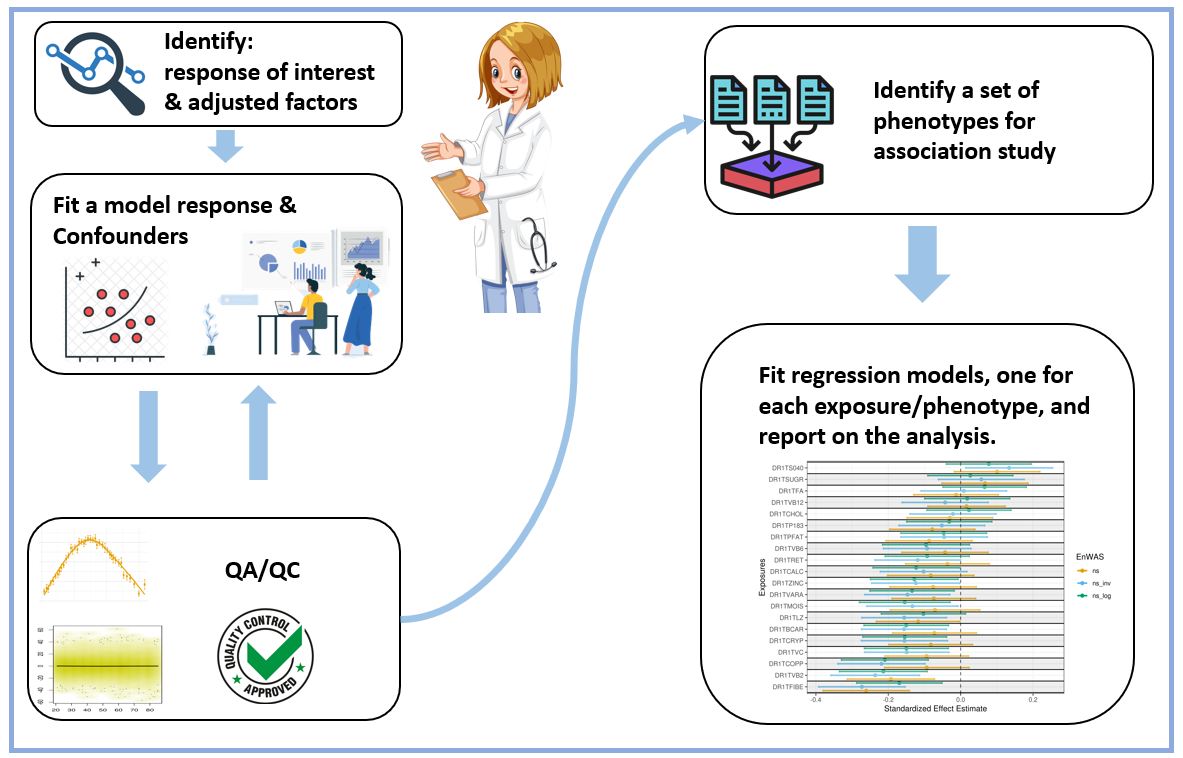 Identify:
response of interest
& adjusted factors
Fit a model response &
Confounders
QA/QC
QUALITY CONTROL
APPROVED
20 30 40 50 60 70 80
Identify a set of
phenotypes for
association study
Fit regression models, one for
each exposure/phenotype, and
report on the analysis.
DR1TS040
DR1TSUGR
DR1TFA
DR1TVB12
DR1TCHOL
DR1TP183
DR1TPFAT
DR1TVB6
DR1TRET
DR1TCALC
DR1TZINC
DR1TVARA
DR1TMOIS
DR1TLZ
DR1TBCAR
DR1TCRYP
DR1TVC
DR1TCOPP
DR1TVB2
DR1TFIBE
Exposures
-0.4 -0.2 0.0 0.2
Standardized Effect Estimate
EnWAS
ns
ns_inv
ns_log